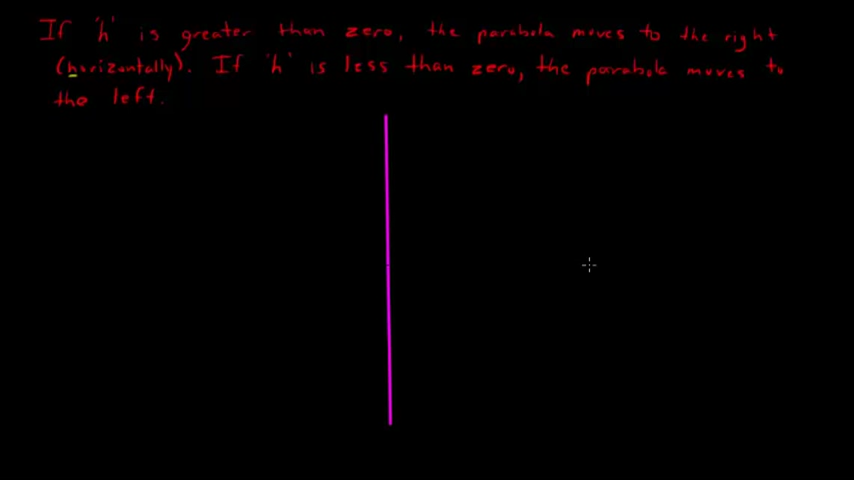 If 'h' is greater than zero, the parabola moves to the right
(horizontally). If 'h' is less than zero, the parabola moves to
the left.